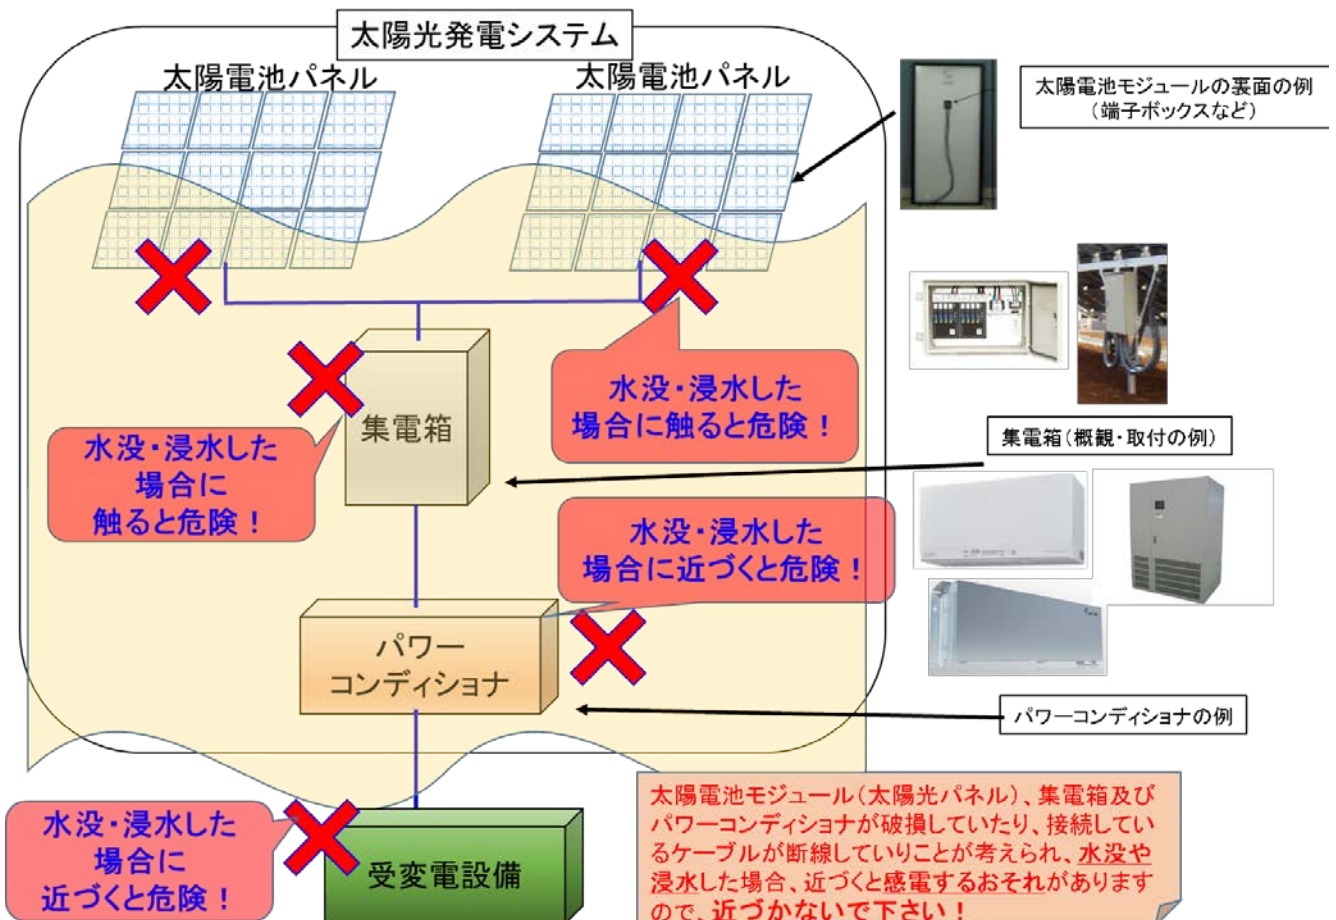 太陽光発電システム
太陽電池パネル
太陽電池パネル
太陽電池モジュールの裏面の例
（端子ボックスなど）
水没・浸水した
場合に触ると危険！
集電箱
水没・浸水した
場合に
触ると危険！
集電箱（概観・取付の例）
水没・浸水した
場合に近づくと危険！
パワー
コンディショナ
パワーコンディショナの例
水没・浸水した
場合に
近づくと危険！
受変電設備
太陽電池モジュール（太陽光パネル）、集電箱及び
パワーコンディショナが破損していたり、接続してい
るケーブルが断線していりことが考えられ、水没や
浸水した場合、近づくと感電するおそれがあります
ので、近づかないで下さい！